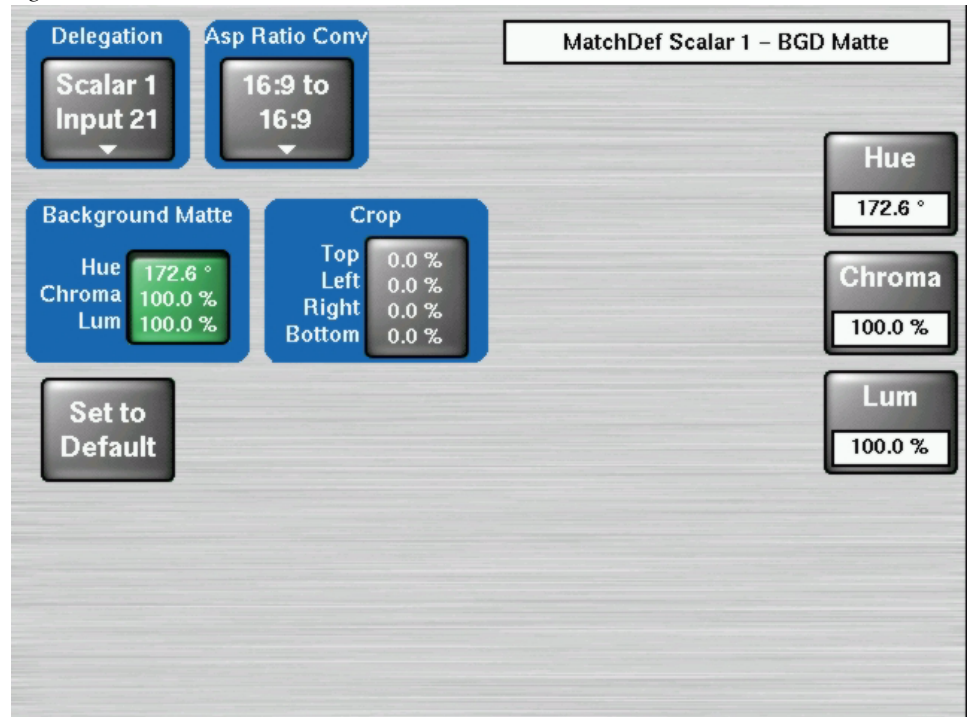 Delegation
Scalar 1
Input 21
Asp Ratio Conv
16:9 to
16:9
MatchDef Scalar 1 – BGD Matte
Background Matte
Hue 172.6 °
Chroma 100.0 %
Lum 100.0 %
Crop
Top 0.0 %
Left 0.0 %
Right 0.0 %
Bottom 0.0 %
Set to
Default
Hue
172.6 °
Chroma
100.0 %
Lum
100.0 %